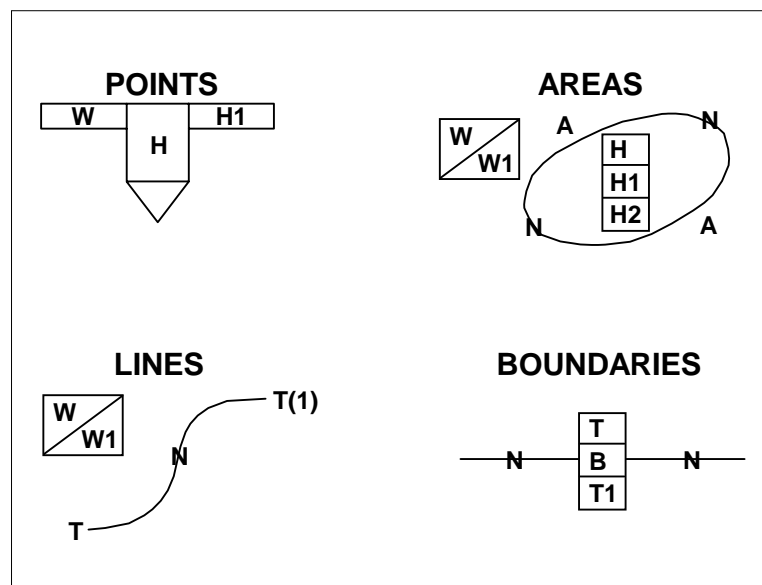 POINTS
W H1
H
AREAS
W
W1
A N
H
H1
H2
N A
LINES
W
W1
T(1)
N
T
BOUNDARIES
T
N B N
T1